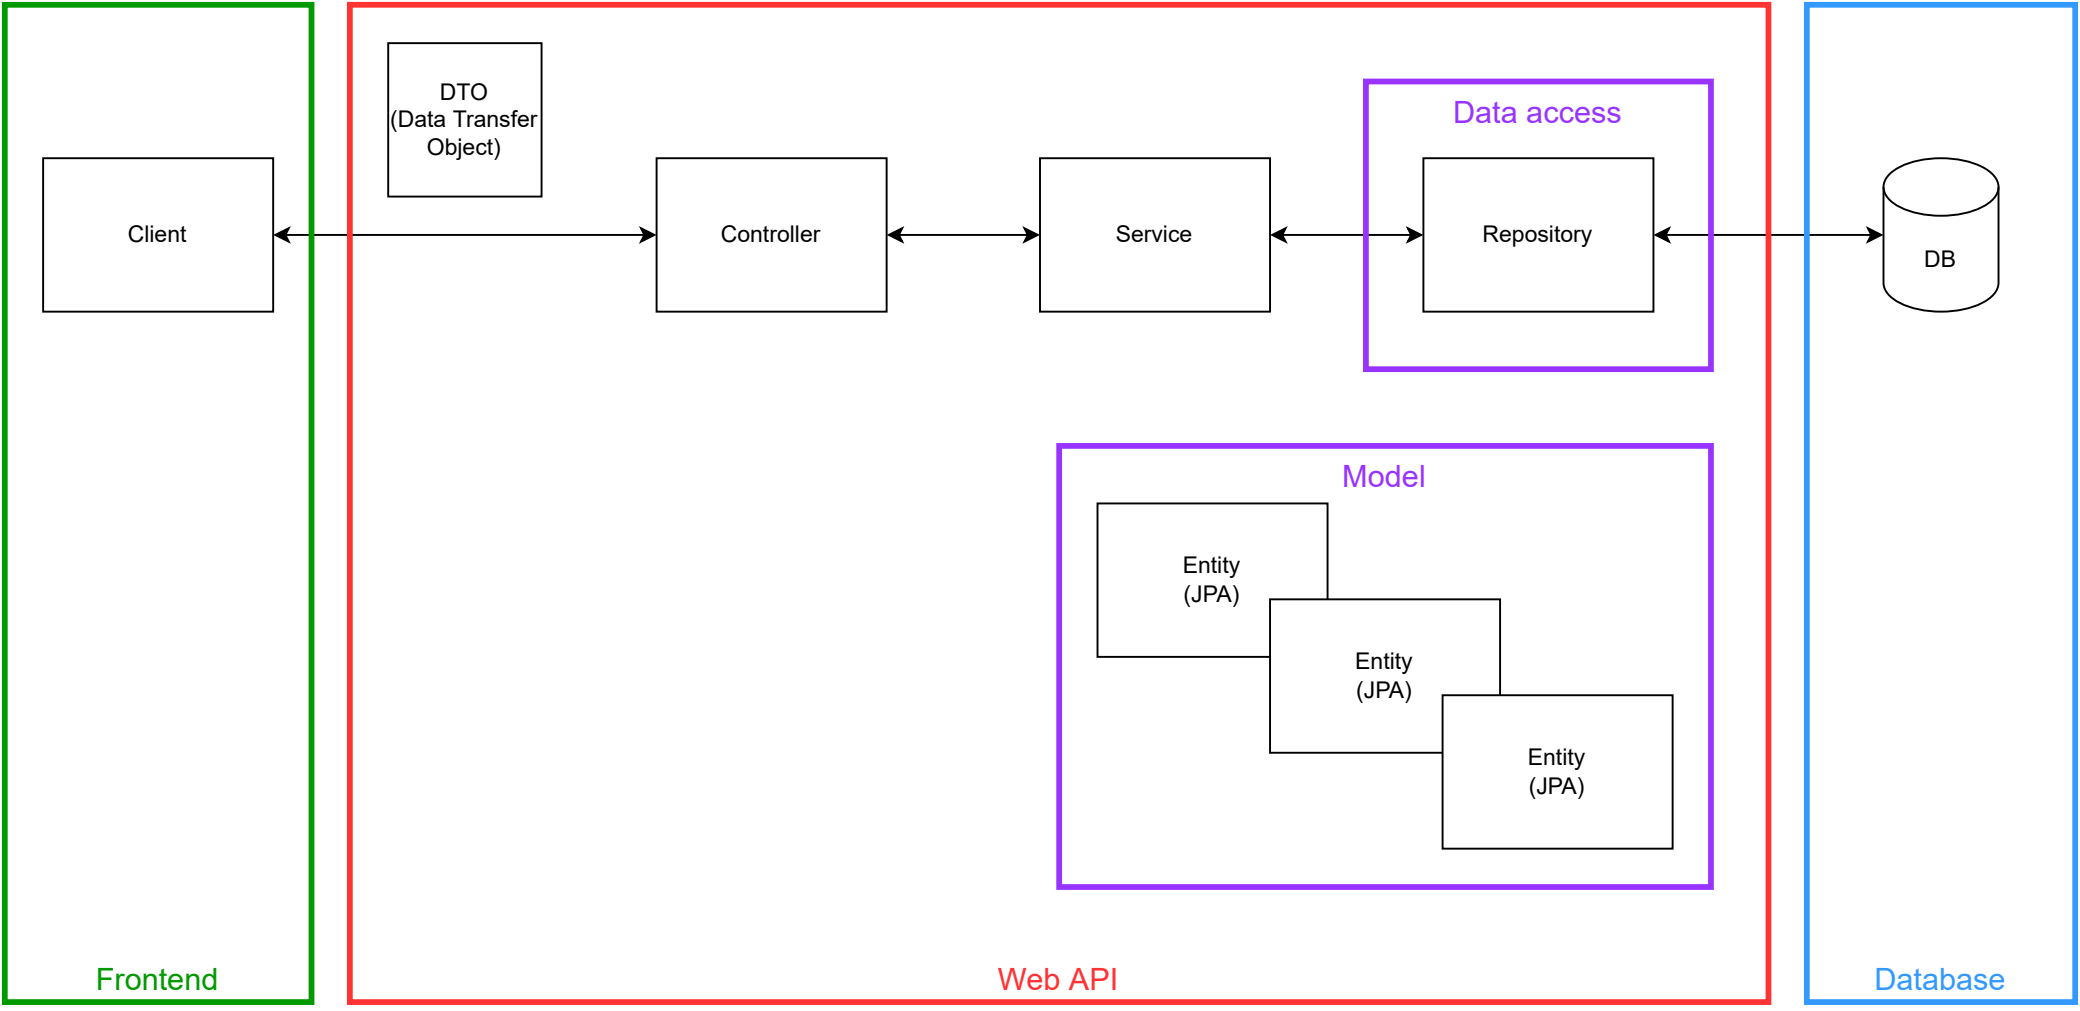 DTO
(Data Transfer
Object)
Data access
Client
Controller
Service
Repository
DB
Model
Entity
(JPA)
Entity
(JPA)
Entity
(JPA)
Frontend
Web API
Database